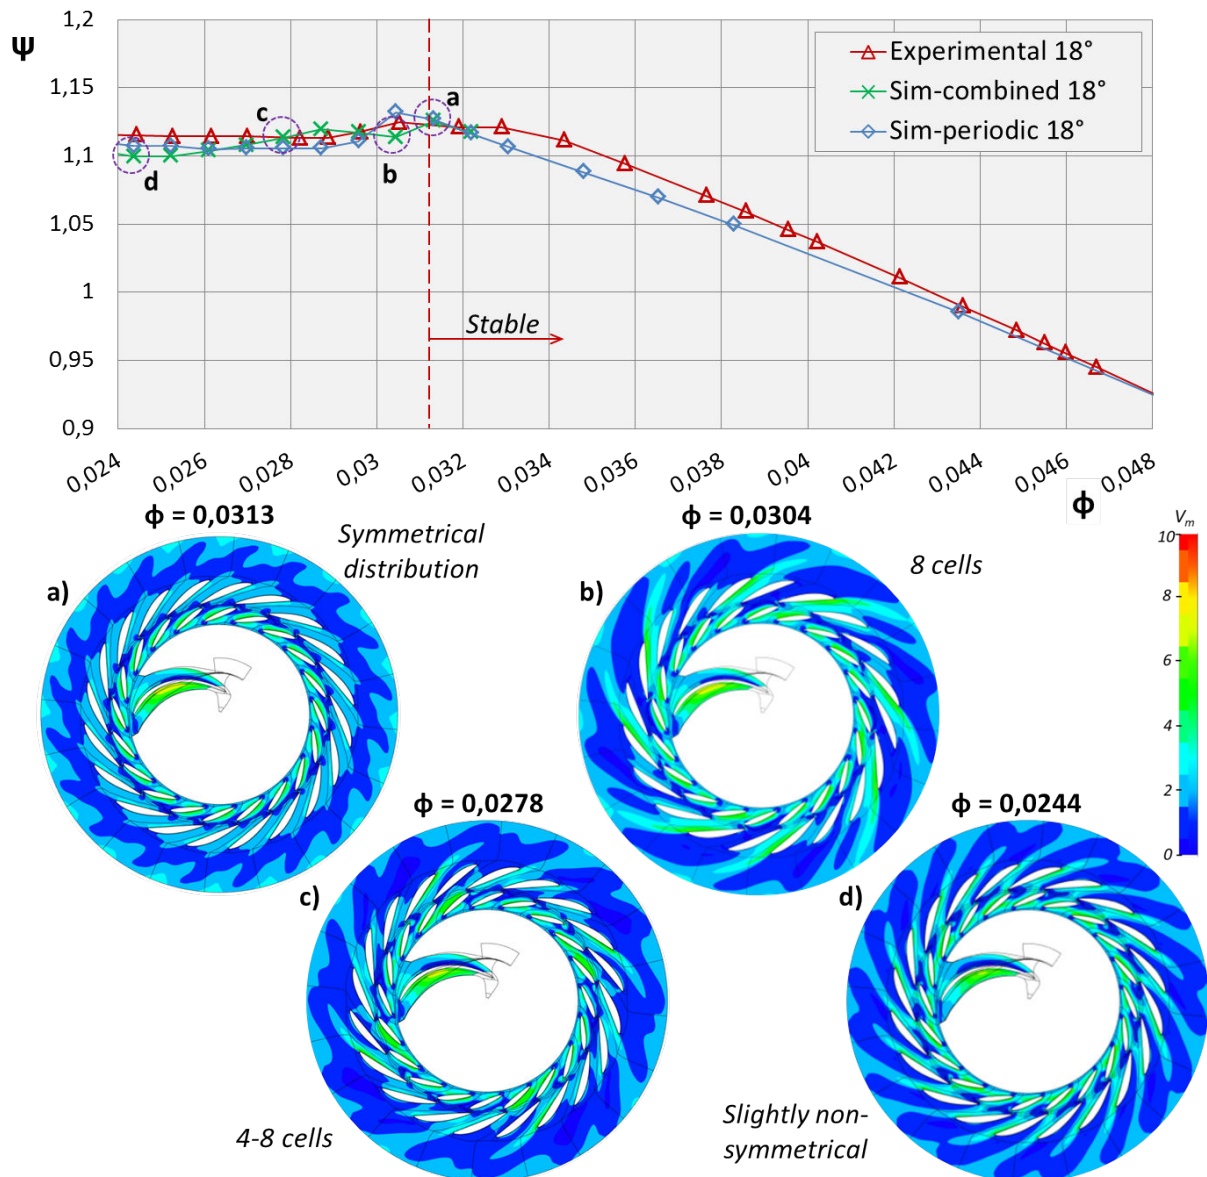 1,2
Ψ
1,15
1,1
1,05
1
0,95
0,9
Experimental 18°
Sim-combined 18°
Sim-periodic 18°
a
c
b
d
Stable
0,024
0,026
0,028
0,03
0,032
0,034
0,036
0,038
0,04
0,042
0,044
0,046
0,048
ϕ
ϕ = 0,0313
Symmetrical
distribution
a)
ϕ = 0,0304
8 cells
b)
Vm
10
8
6
4
2
0
ϕ = 0,0278
c)
4-8 cells
ϕ = 0,0244
d)
Slightly non-
symmetrical